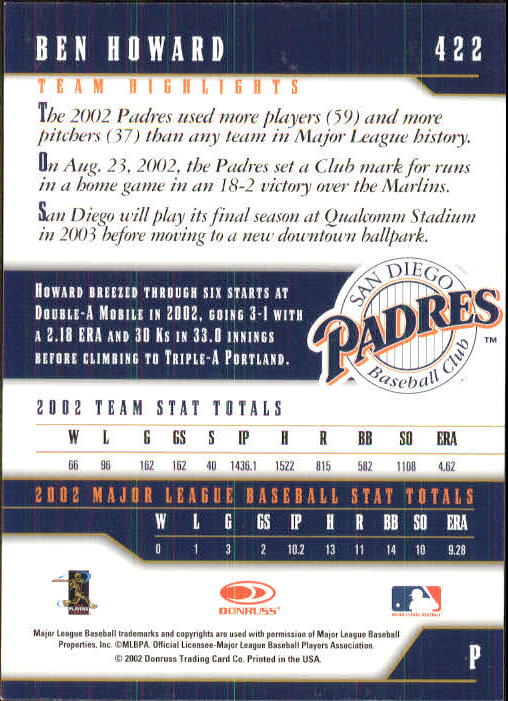 BEN HOWARD 422
TEAM HIGHLIGHTS
The 2002 Padres used more players (59) and more
pitchers (37) than any team in Major League history.
On Aug. 23, 2002, the Padres set a Club mark for runs
in a home game in an 18-2 victory over the Marlins.
San Diego will play its final season at Qualcomm Stadium
in 2003 before moving to a new downtown ballpark.
HOWARD BREEZED THROUGH SIX STARTS AT
DOUBLE-A MOBILE IN 2002, GOING 3-1 WITH
A 2.18 ERA AND 30 KS IN 33.0 INNINGS
BEFORE CLIMBING TO TRIPLE-A PORTLAND.
SAN DIEGO
PADRES
Baseball Club
TM
2002 TEAM STAT TOTALS
W L G GS S IP H R BB SO ERA
66 96 162 162 40 1436.1 1522 815 582 1108 4.62
2002 MAJOR LEAGUE BASEBALL STAT TOTALS
W L G GS IP H R BB SO ERA
0 1 3 2 10.2 13 11 14 10 9.28
PLAYERS
DONRUSS
MAJOR LEAGUE BASEBALL
Major League Baseball trademarks and copyrights are used with permission of Major League Baseball
Properties, Inc. ©MLBPA. Official Licensee-Major League Baseball Players Association.
© 2002 Donruss Trading Card Co. Printed in the USA.
P